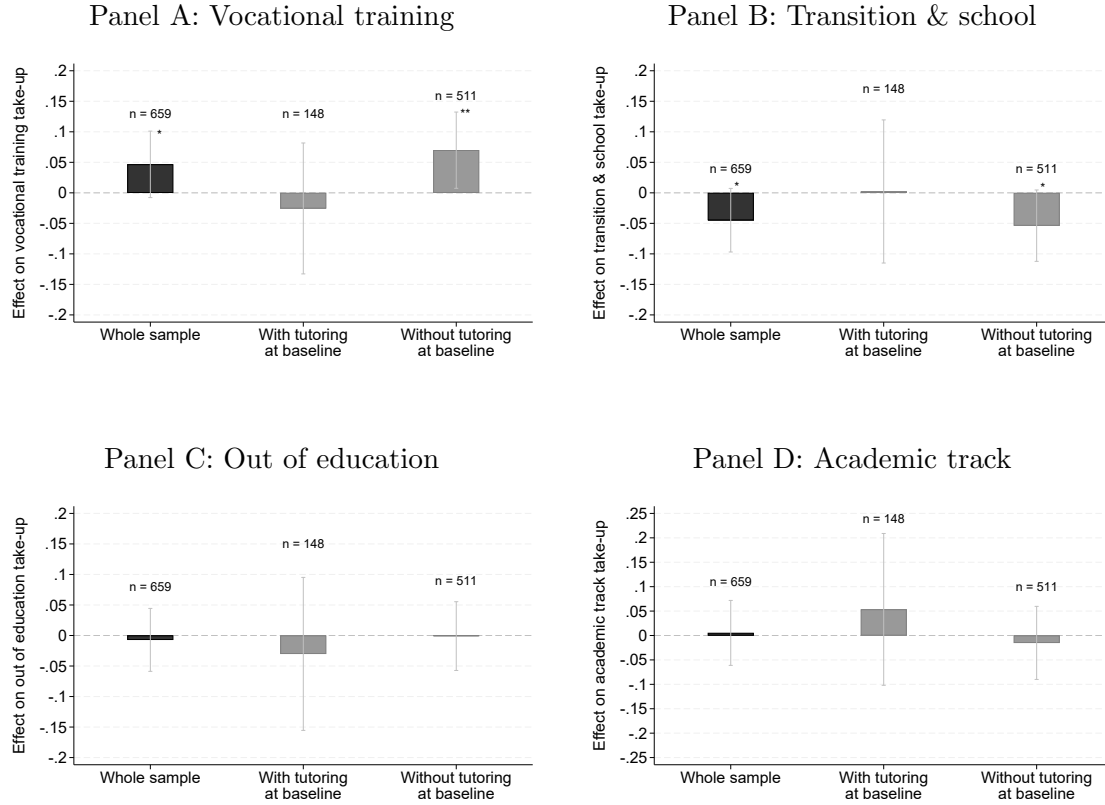 Panel A: Vocational training
Effect on vocational training take-up
.2
.15
.1
.05
0
-.05
-.1
-.15
-.2
n = 659
*
n = 148
n = 511
**
Whole sample
With tutoring
at baseline
Without tutoring
at baseline
Panel B: Transition & school
Effect on transition & school take-up
.2
.15
.1
.05
0
-.05
-.1
-.15
-.2
n = 659
*
n = 148
n = 511
*
Whole sample
With tutoring
at baseline
Without tutoring
at baseline
Panel C: Out of education
Effect on out of education take-up
.2
.15
.1
.05
0
-.05
-.1
-.15
-.2
n = 659
n = 148
n = 511
Whole sample
With tutoring
at baseline
Without tutoring
at baseline
Panel D: Academic track
Effect on academic track take-up
.25
.2
.15
.1
.05
0
-.05
-.1
-.15
-.2
-.25
n = 659
n = 148
n = 511
Whole sample
With tutoring
at baseline
Without tutoring
at baseline